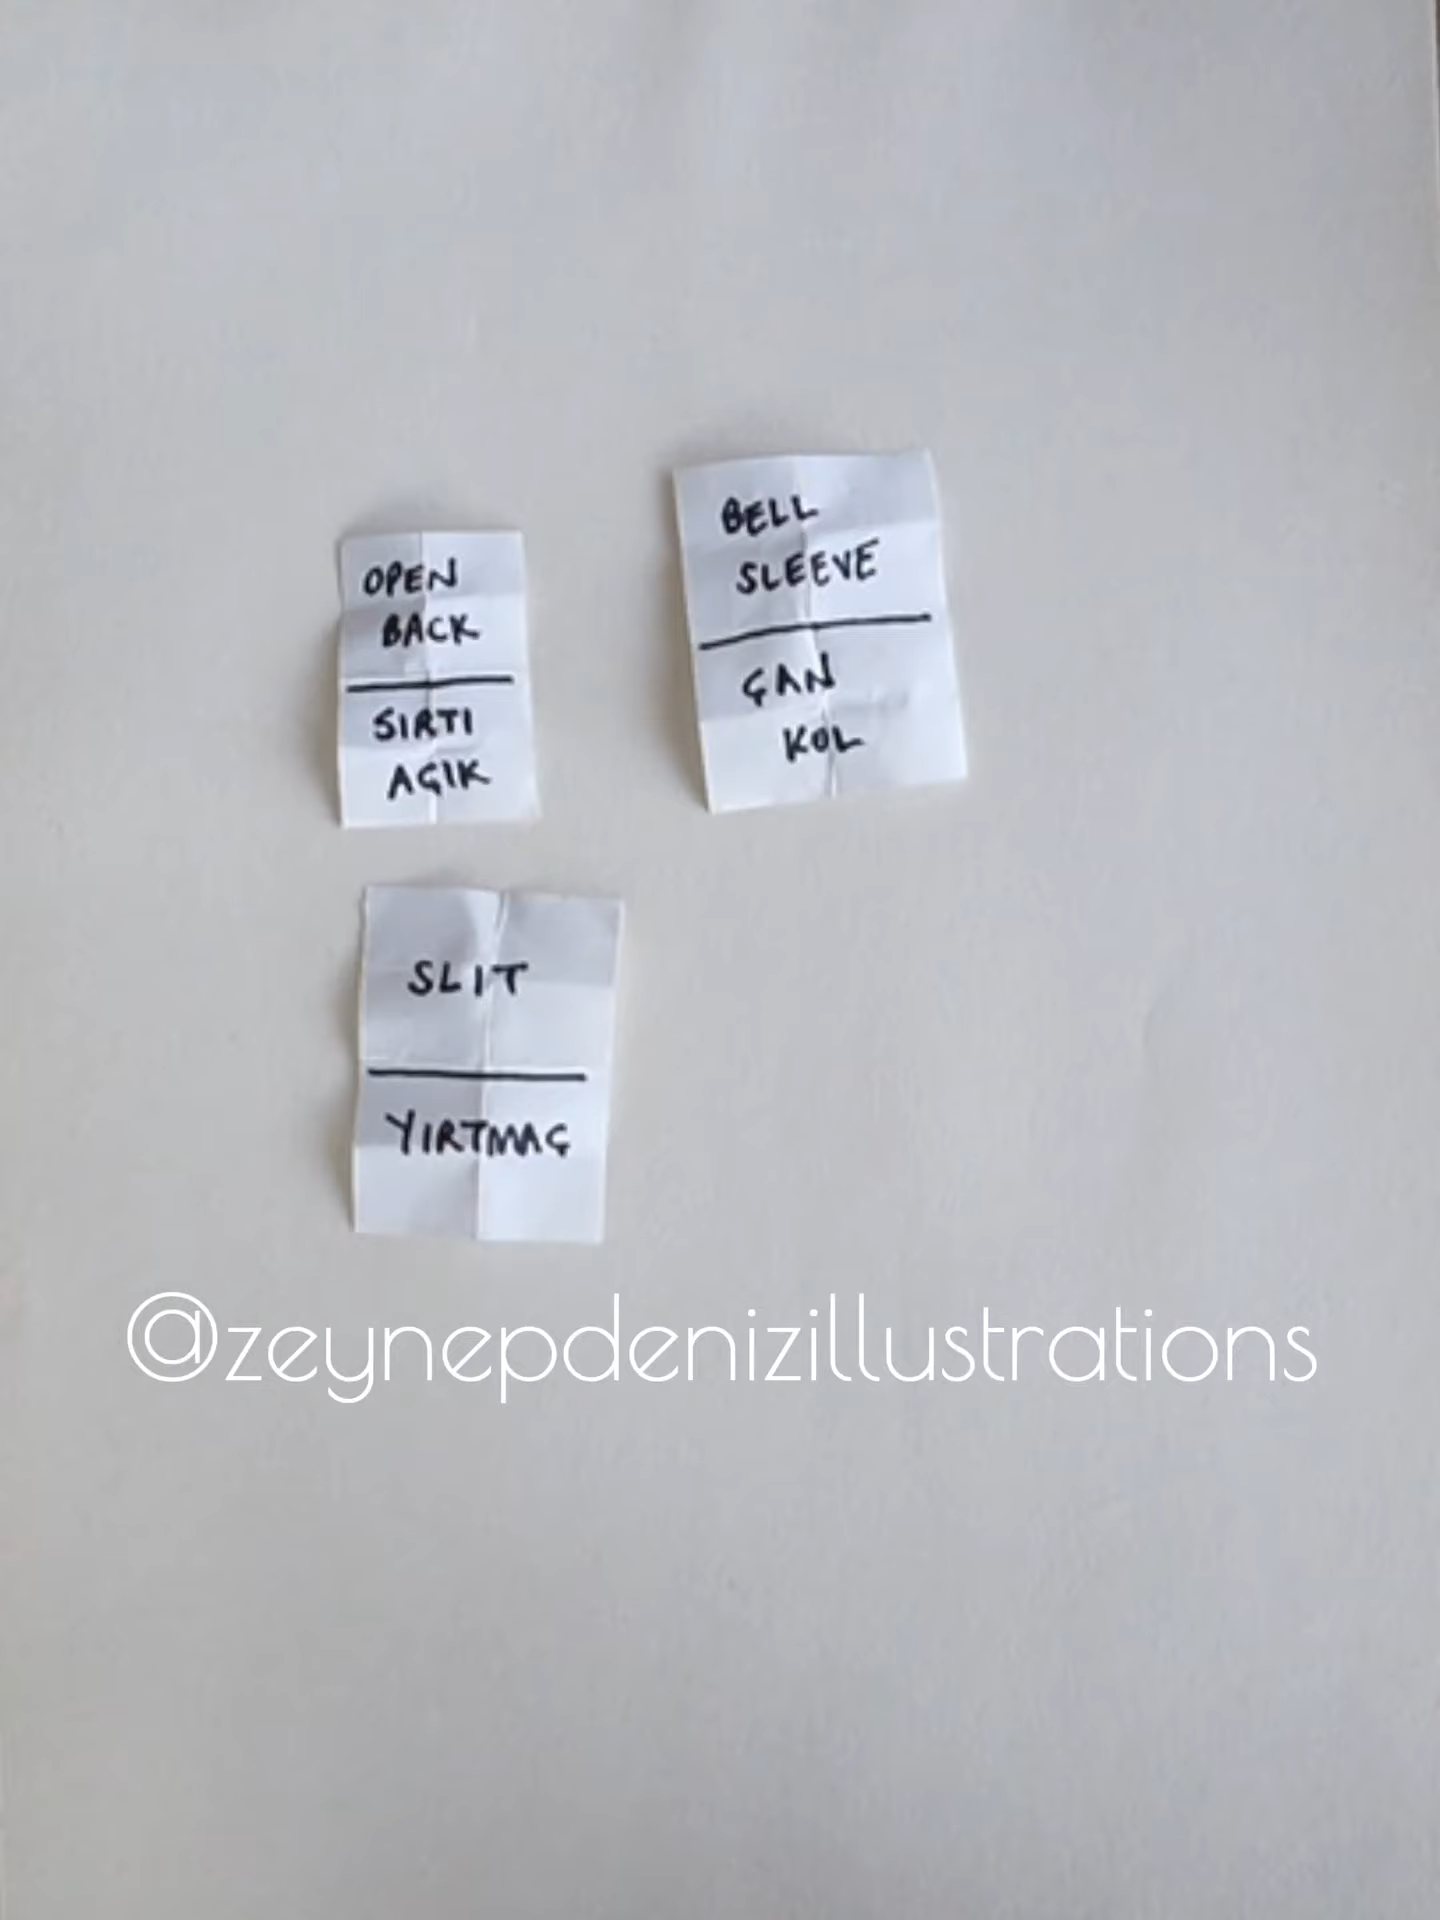 OPEN
BACK
SIRTI
AÇIK
BELL
SLEEVE
ÇAN
KOL
SLIT
YIRTMAÇ
@zeynepdenizillustrations